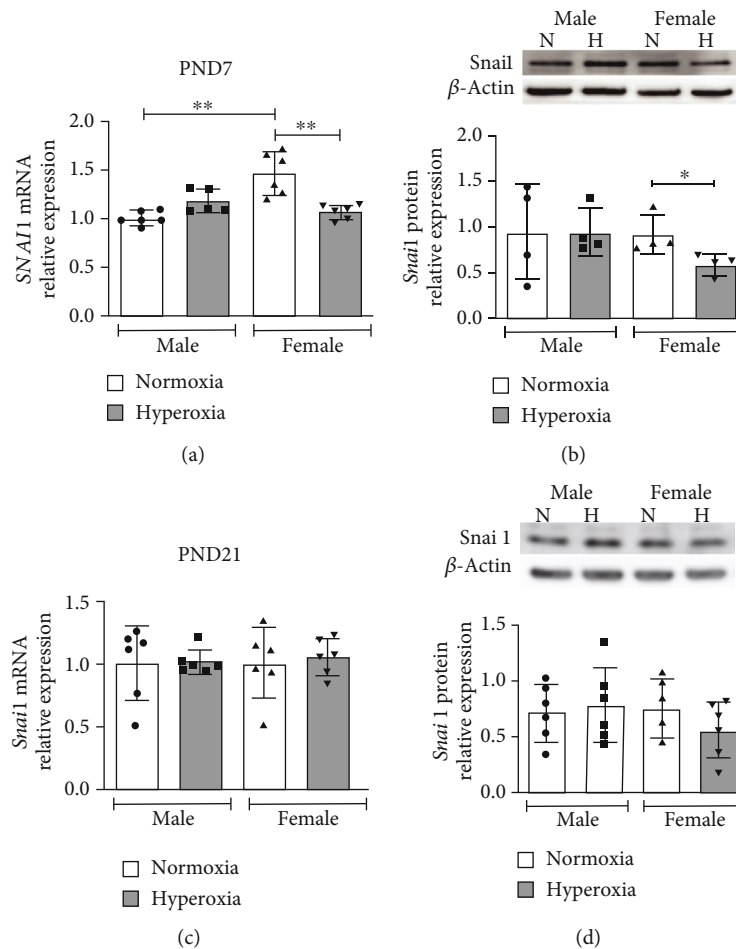 PND7
**
**
2.0
1.5
1.0
0.5
0.0
SNAI1 mRNA
relative expression
Male
Female
Normoxia
Hyperoxia
(a)
Male
Female
N
H
N
H
Snail
β-Actin
*
2.0
1.5
1.0
0.5
0.0
Snai1 protein
relative expression
Male
Female
Normoxia
Hyperoxia
(b)
PND21
1.5
1.0
0.5
0.0
Snai1 mRNA
relative expression
Male
Female
Normoxia
Hyperoxia
(c)
Male
Female
N
H
N
H
Snai 1
β-Actin
1.5
1.0
0.5
0.0
Snai 1 protein
relative expression
Male
Female
Normoxia
Hyperoxia
(d)